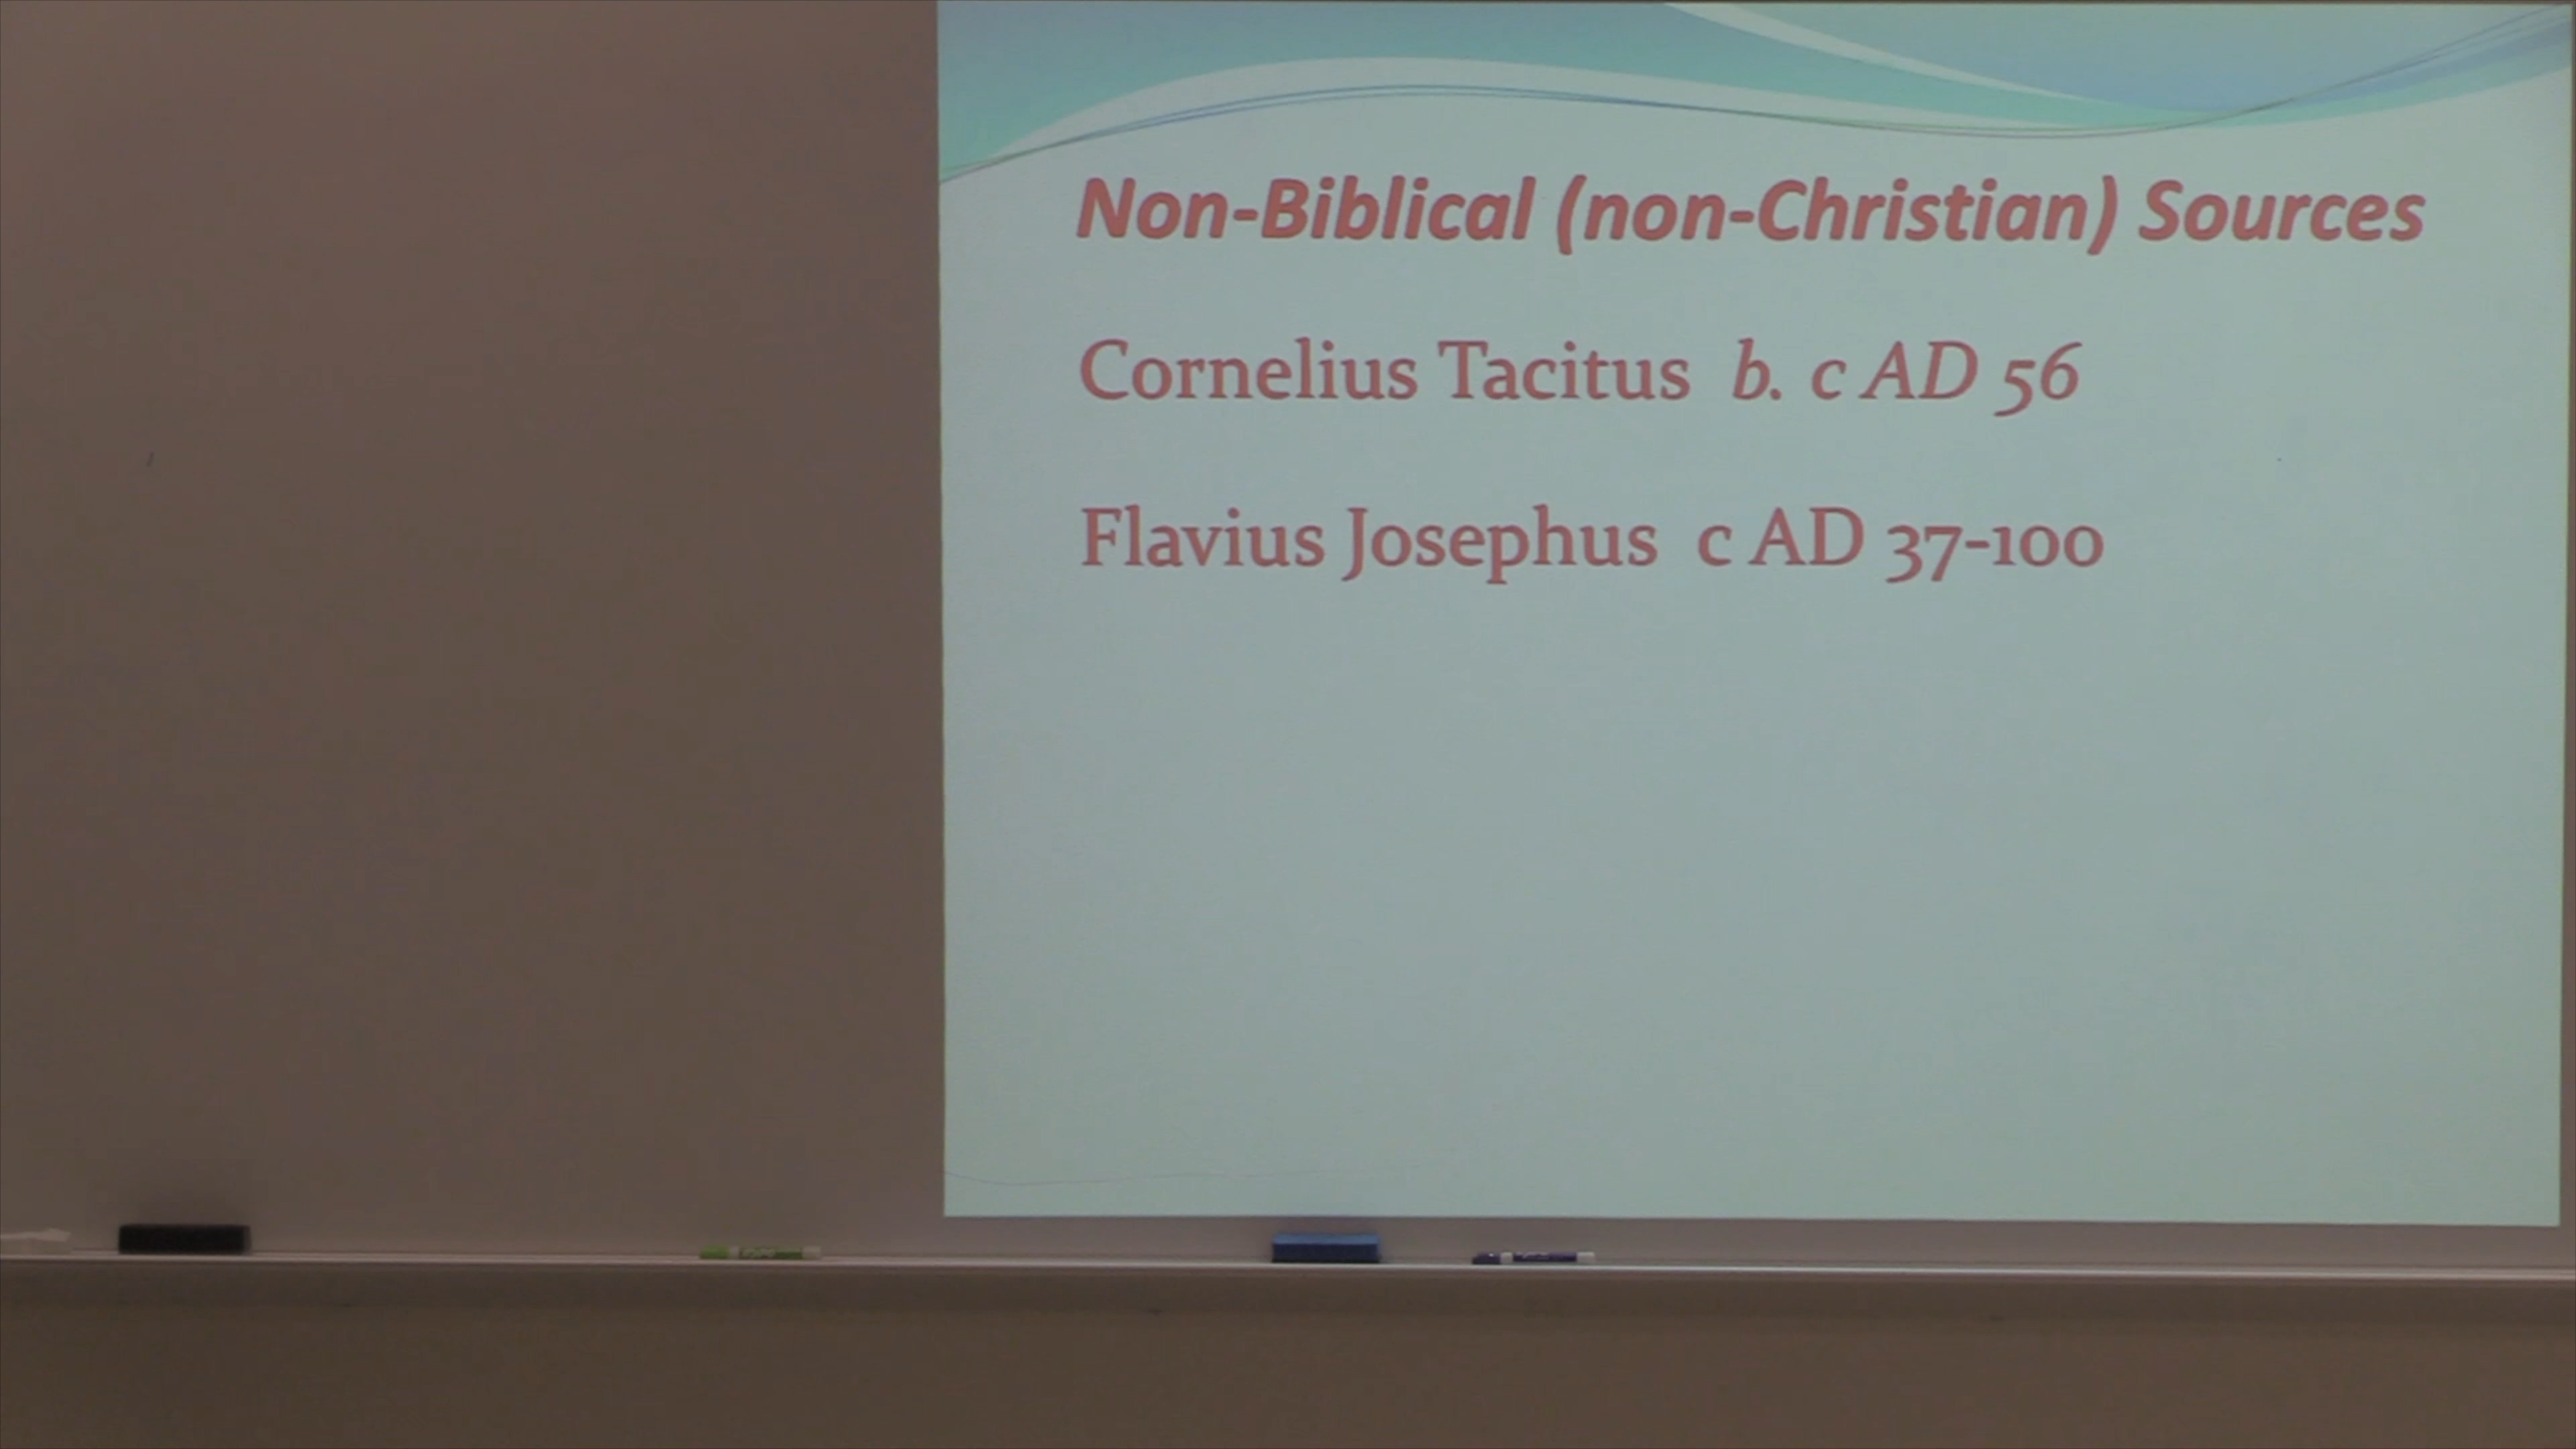 Non-Biblical (non-Christian) Sources
Cornelius Tacitus b. c AD 56
Flavius Josephus c AD 37-100